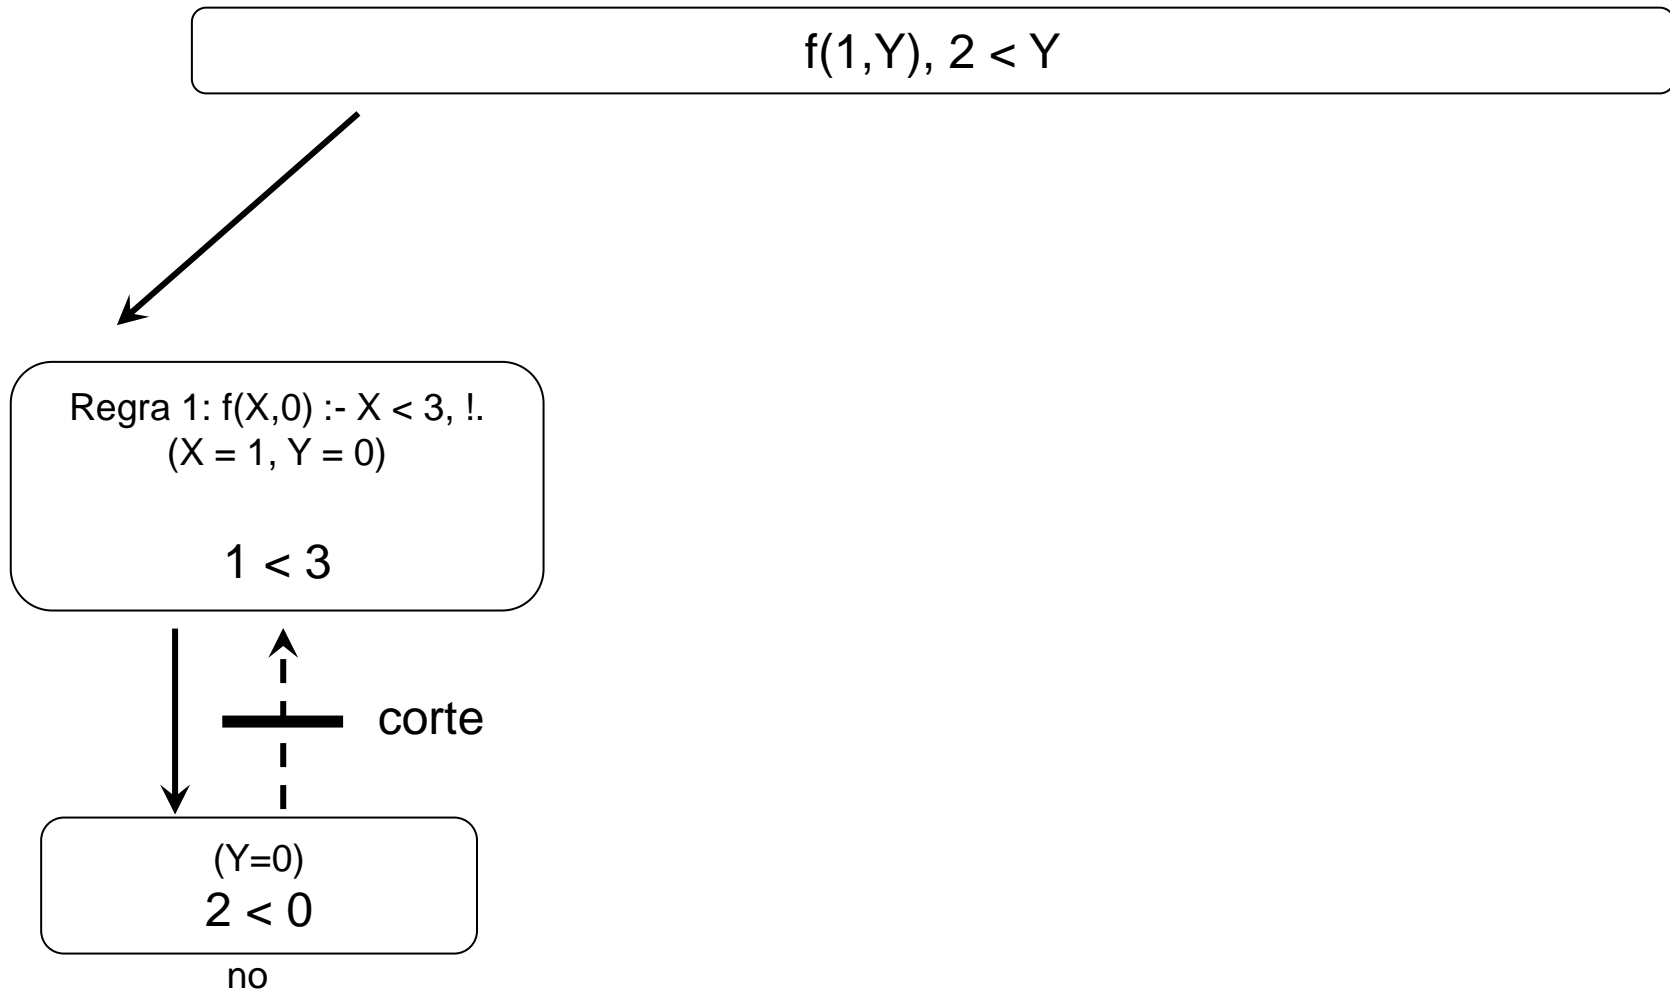 f(1,Y), 2 < Y
Regra 1: f(X,0) :- X < 3, !.
(X = 1, Y = 0)
1 < 3
corte
(Y=0)
2 < 0
no